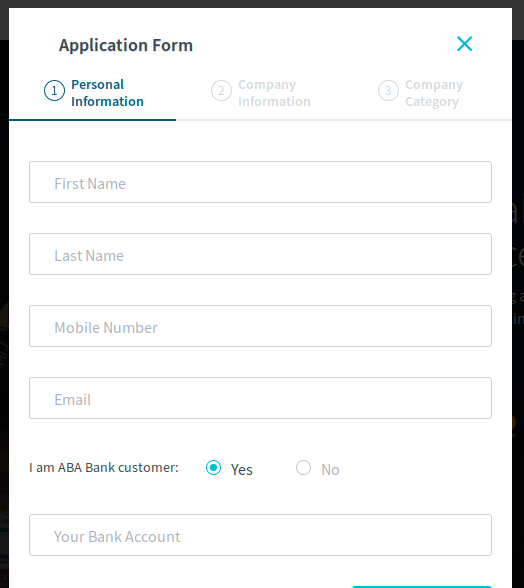 Application Form
1 Personal Information
2 Company Information
3 Company Category
First Name
Last Name
Mobile Number
Email
I am ABA Bank customer: Yes No
Your Bank Account